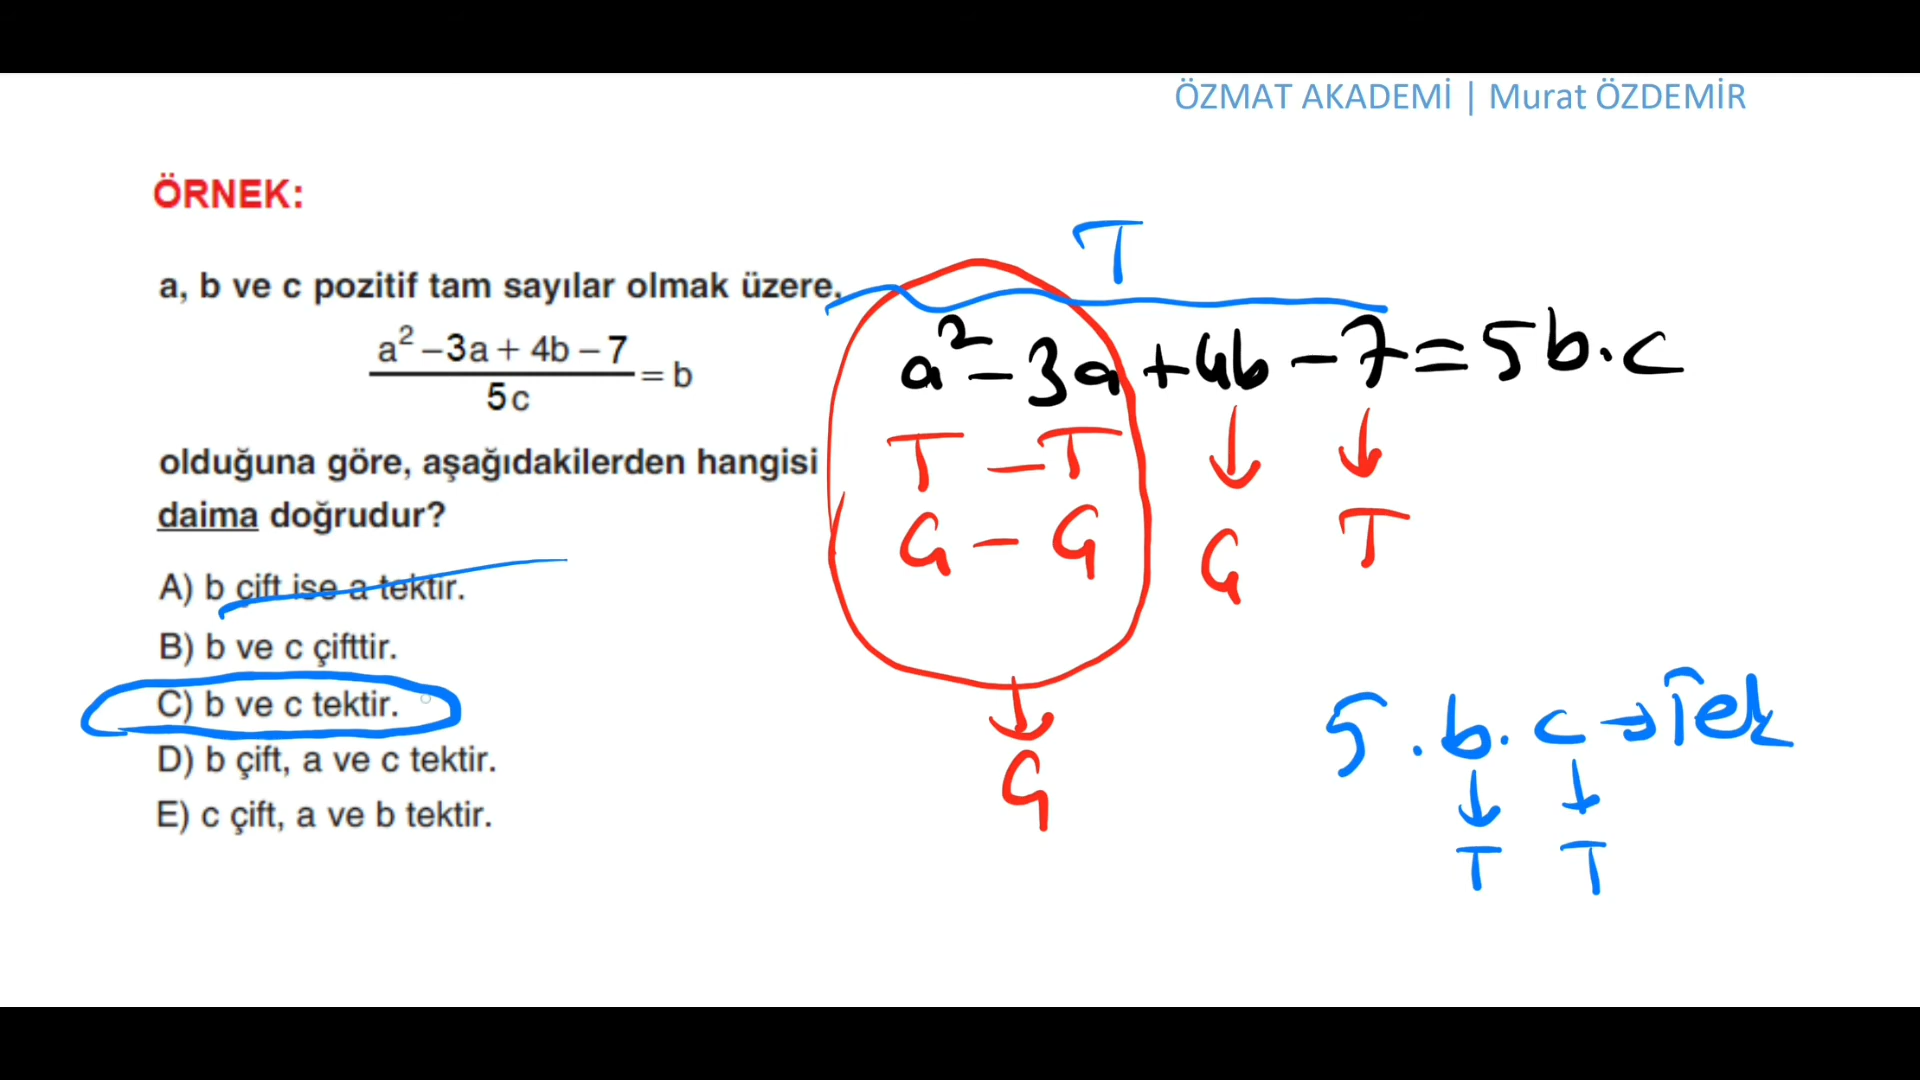 ÖZMAT AKADEMİ | Murat ÖZDEMİR
ÖRNEK:
a, b ve c pozitif tam sayılar olmak üzere,
a² – 3a + 4b – 7
5c
= b
olduğuna göre, aşağıdakilerden hangisi
daima doğrudur?
A) b çift ise a tektir.
B) b ve c çifttir.
C) b ve c tektir.
D) b çift, a ve c tektir.
E) c çift, a ve b tektir.
T
a² – 3a + 4b – 7 = 5b.c
T – T
Ç – Ç
Ç
T
Ç
5.b.c → Tek
T T